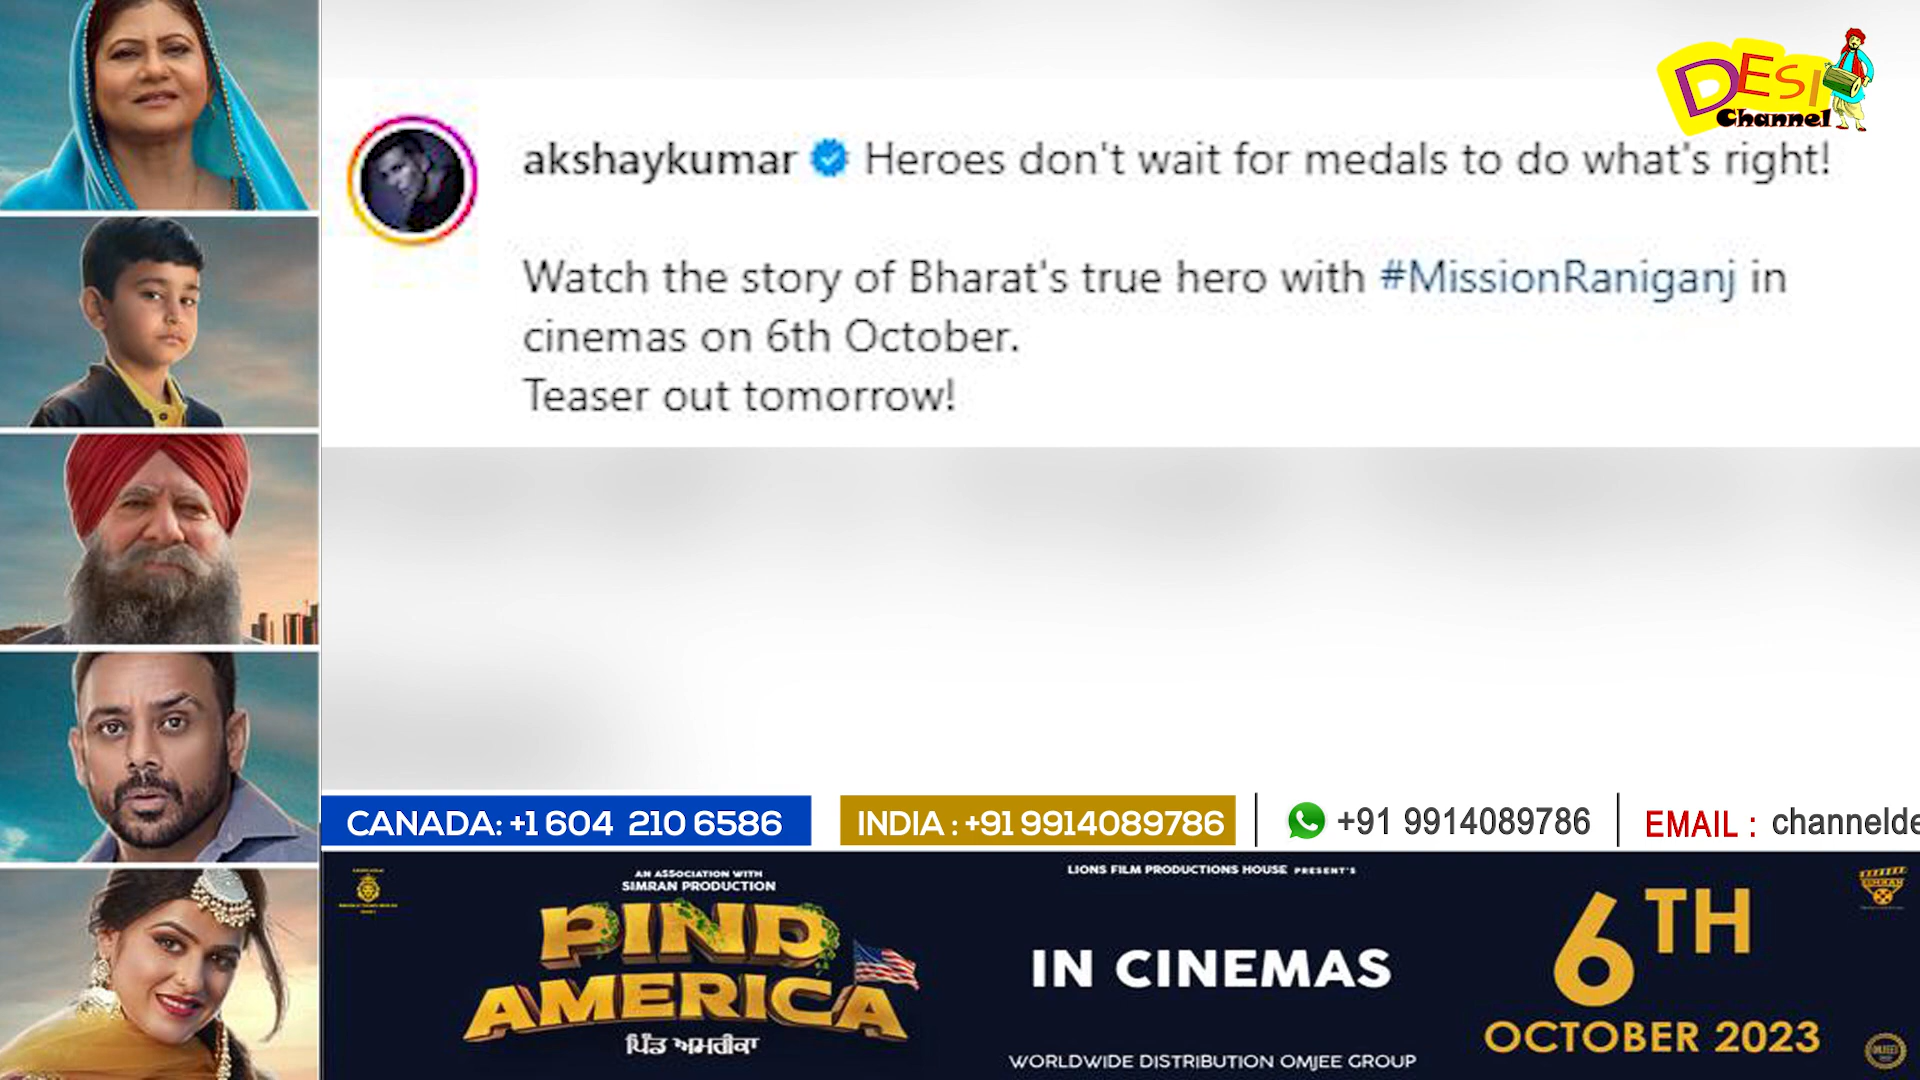 DESI
Channel
akshaykumar Heroes don't wait for medals to do what's right!
Watch the story of Bharat's true hero with #MissionRaniganj in
cinemas on 6th October.
Teaser out tomorrow!
CANADA: +1 604 210 6586
INDIA : +91 9914089786
+91 9914089786
EMAIL : channelde
AN ASSOCIATION WITH
SIMRAN PRODUCTION
PIND
AMERICA
ਪਿੰਡ ਅਮਰੀਕਾ
LIONS FILM PRODUCTIONS HOUSE PRESENT'S
IN CINEMAS
WORLDWIDE DISTRIBUTION OMJEE GROUP
6TH
OCTOBER 2023
SIMRAN
OMJEE